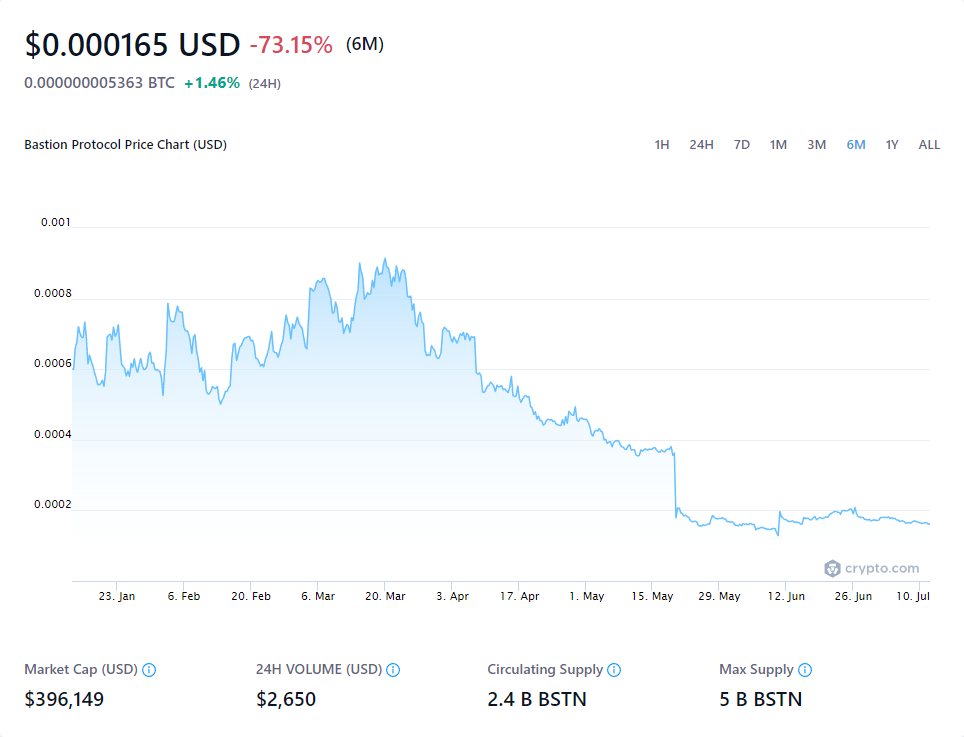 $0.000165 USD -73.15% (6M)
0.000000005363 BTC +1.46% (24H)
Bastion Protocol Price Chart (USD) 1H 24H 7D 1M 3M 6M 1Y ALL
0.001
0.0008
0.0006
0.0004
0.0002
crypto.com
23. Jan 6. Feb 20. Feb 6. Mar 20. Mar 3. Apr 17. Apr 1. May 15. May 29. May 12. Jun 26. Jun 10. Jul
Market Cap (USD) 24H VOLUME (USD) Circulating Supply Max Supply
$396,149 $2,650 2.4 B BSTN 5 B BSTN